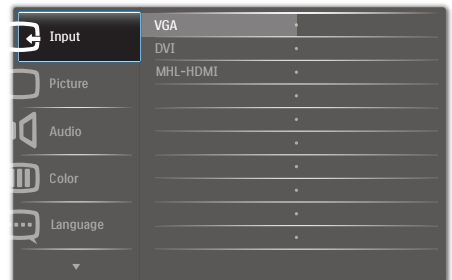 Input
Picture
Audio
Color
Language
VGA
DVI
MHL-HDMI